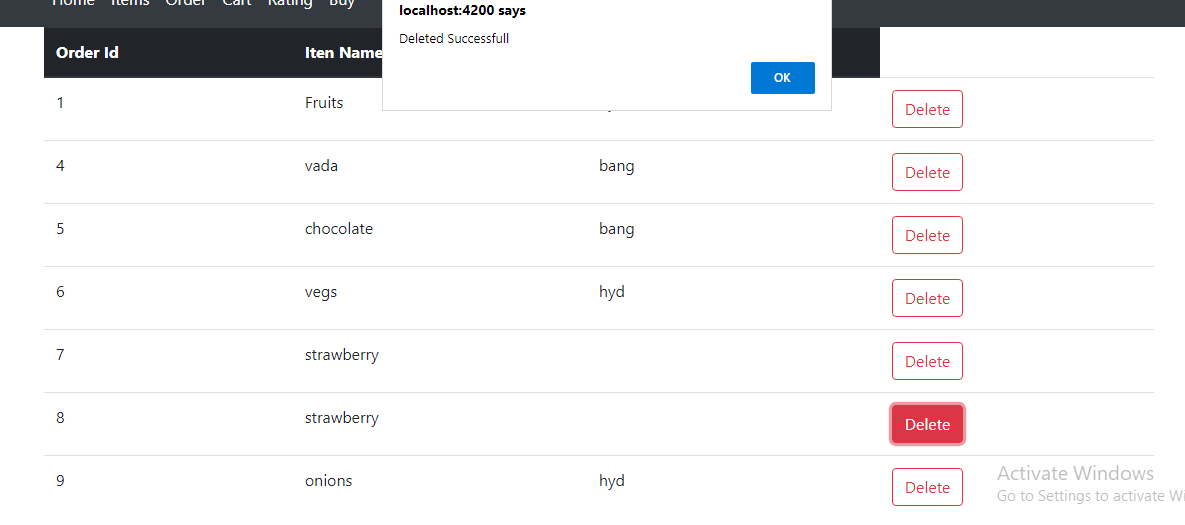 Home Items Order Cart Rating Buy
localhost:4200 says
Deleted Successfull
OK
Order Id Iten Name
1 Fruits Delete
4 vada bang Delete
5 chocolate bang Delete
6 vegs hyd Delete
7 strawberry Delete
8 strawberry Delete
9 onions hyd Delete
Activate Windows
Go to Settings to activate Wi